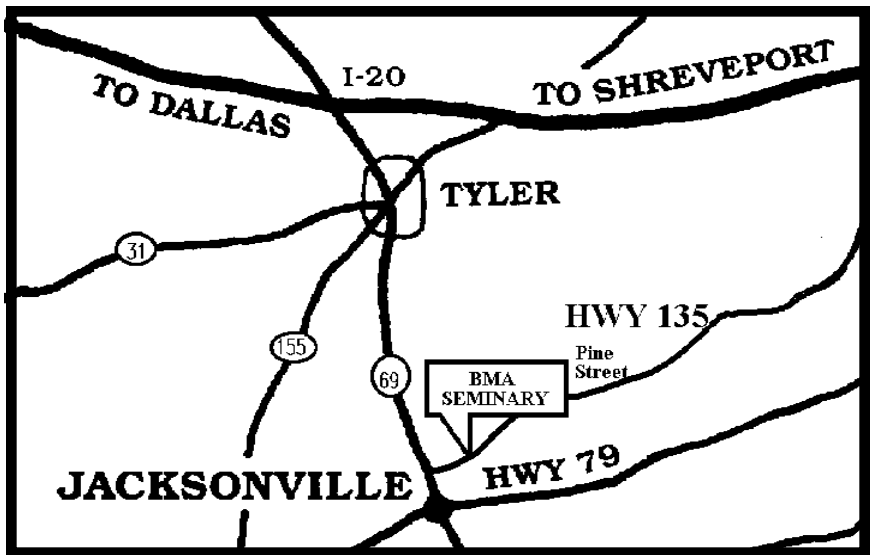 I-20
TO DALLAS
TO SHREVEPORT
TYLER
31
155
HWY 135
Pine
Street
69
BMA
SEMINARY
HWY 79
JACKSONVILLE